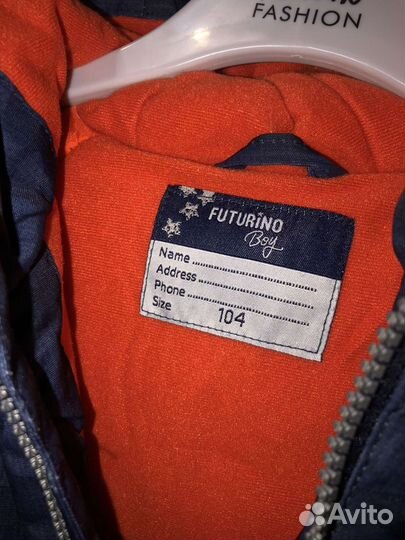 FASHION
FUTURINO
Boy
Name
Address
Phone
Size 104
Avito